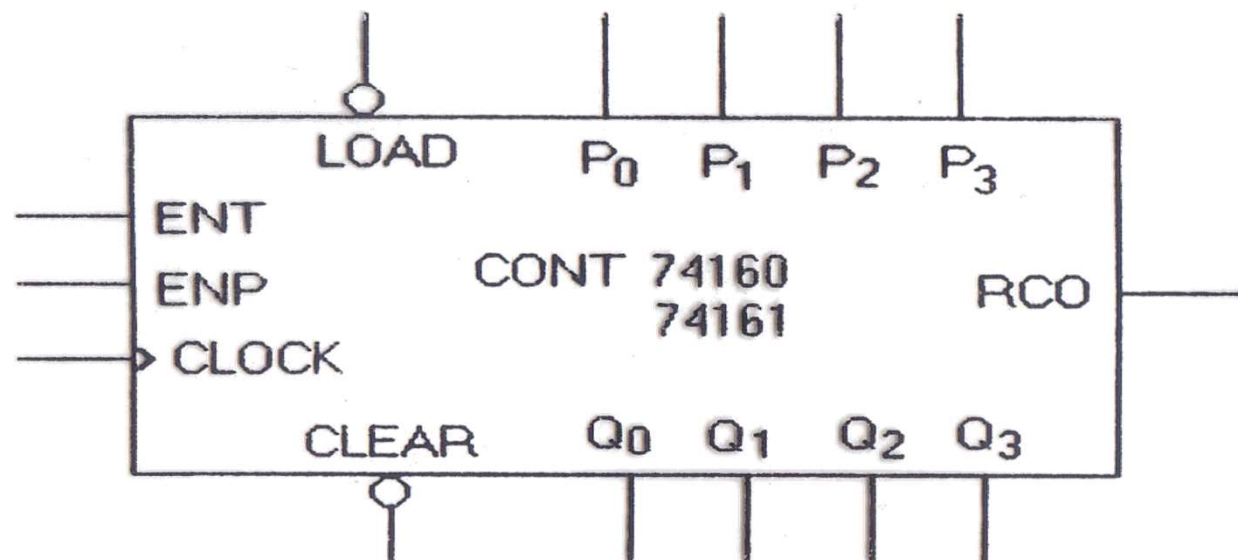 LOAD P0 P1 P2 P3
ENT
CONT 74160
ENP RCO
74161
CLOCK
CLEAR Q0 Q1 Q2 Q3